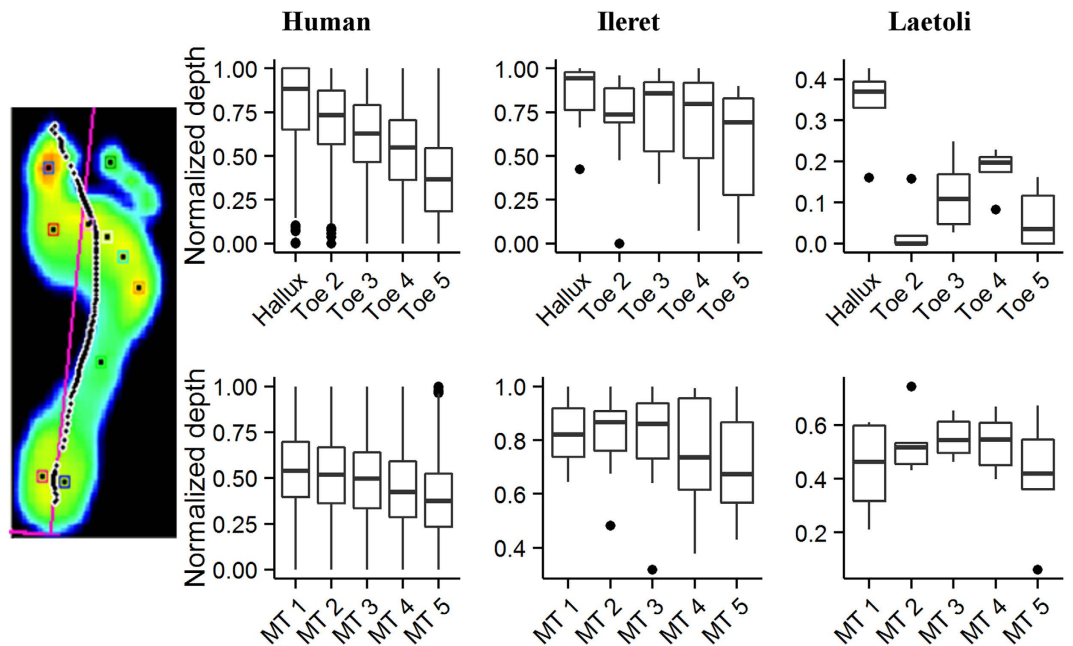 Human
Ileret
Laetoli
Normalized depth
1.00
0.75
0.50
0.25
0.00
Hallux
Toe 2
Toe 3
Toe 4
Toe 5
1.00
0.75
0.50
0.25
0.00
Hallux
Toe 2
Toe 3
Toe 4
Toe 5
0.4
0.3
0.2
0.1
0.0
Hallux
Toe 2
Toe 3
Toe 4
Toe 5
Normalized depth
1.00
0.75
0.50
0.25
0.00
MT 1
MT 2
MT 3
MT 4
MT 5
1.0
0.8
0.6
0.4
MT 1
MT 2
MT 3
MT 4
MT 5
0.6
0.4
0.2
MT 1
MT 2
MT 3
MT 4
MT 5